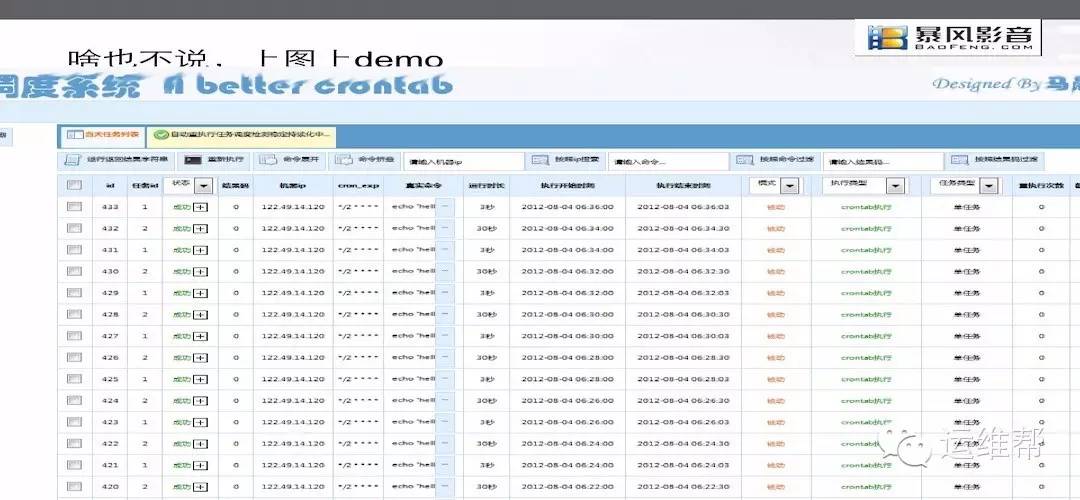 暴风影音
BAOFENG.COM
啥也不说，上图上demo
调度系统 A better crontab Designed By 马
当天任务列表 自动重执行任务调度检测稳定持续化中...
运行返回结果字符串 重新执行 命令展开 命令折叠 请输入机器ip 按照ip搜索 请输入命令... 按照命令过滤 请输入结果码... 按照结果码过滤
id 任务id 状态 结果码 机器ip cron_exp 真实命令 运行时长 执行开始时间 执行结束时间 模式 执行类型 任务类型 重执行次数
433 1 成功 0 122.49.14.120 */2 * * * * echo "hell 3秒 2012-08-04 06:36:00 2012-08-04 06:36:03 被动 crontab执行 单任务 0
432 2 成功 0 122.49.14.120 */2 * * * * echo "hell 30秒 2012-08-04 06:34:00 2012-08-04 06:34:30 被动 crontab执行 单任务 0
431 1 成功 0 122.49.14.120 */2 * * * * echo "hell 3秒 2012-08-04 06:34:00 2012-08-04 06:34:03 被动 crontab执行 单任务 0
430 2 成功 0 122.49.14.120 */2 * * * * echo "hell 30秒 2012-08-04 06:32:00 2012-08-04 06:32:30 被动 crontab执行 单任务 0
429 1 成功 0 122.49.14.120 */2 * * * * echo "hell 3秒 2012-08-04 06:32:00 2012-08-04 06:32:03 被动 crontab执行 单任务 0
428 2 成功 0 122.49.14.120 */2 * * * * echo "hell 30秒 2012-08-04 06:30:00 2012-08-04 06:30:30 被动 crontab执行 单任务 0
427 1 成功 0 122.49.14.120 */2 * * * * echo "hell 3秒 2012-08-04 06:30:00 2012-08-04 06:30:03 被动 crontab执行 单任务 0
426 2 成功 0 122.49.14.120 */2 * * * * echo "hell 30秒 2012-08-04 06:28:00 2012-08-04 06:28:30 被动 crontab执行 单任务 0
425 1 成功 0 122.49.14.120 */2 * * * * echo "hell 3秒 2012-08-04 06:28:00 2012-08-04 06:28:03 被动 crontab执行 单任务 0
424 2 成功 0 122.49.14.120 */2 * * * * echo "hell 30秒 2012-08-04 06:26:00 2012-08-04 06:26:30 被动 crontab执行 单任务 0
423 1 成功 0 122.49.14.120 */2 * * * * echo "hell 3秒 2012-08-04 06:26:00 2012-08-04 06:26:03 被动 crontab执行 单任务 0
422 2 成功 0 122.49.14.120 */2 * * * * echo "hell 30秒 2012-08-04 06:24:00 2012-08-04 06:24:30 被动 crontab执行 单任务 0
421 1 成功 0 122.49.14.120 */2 * * * * echo "hell 3秒 2012-08-04 06:24:00 2012-08-04 06:24:03 被动 crontab执行 单任务 0
420 2 成功 0 122.49.14.120 */2 * * * * echo "hell 30秒 2012-08-04 06:22:00 2012-08-04 06:22:30 被动 crontab执行 单任务 0
运维帮